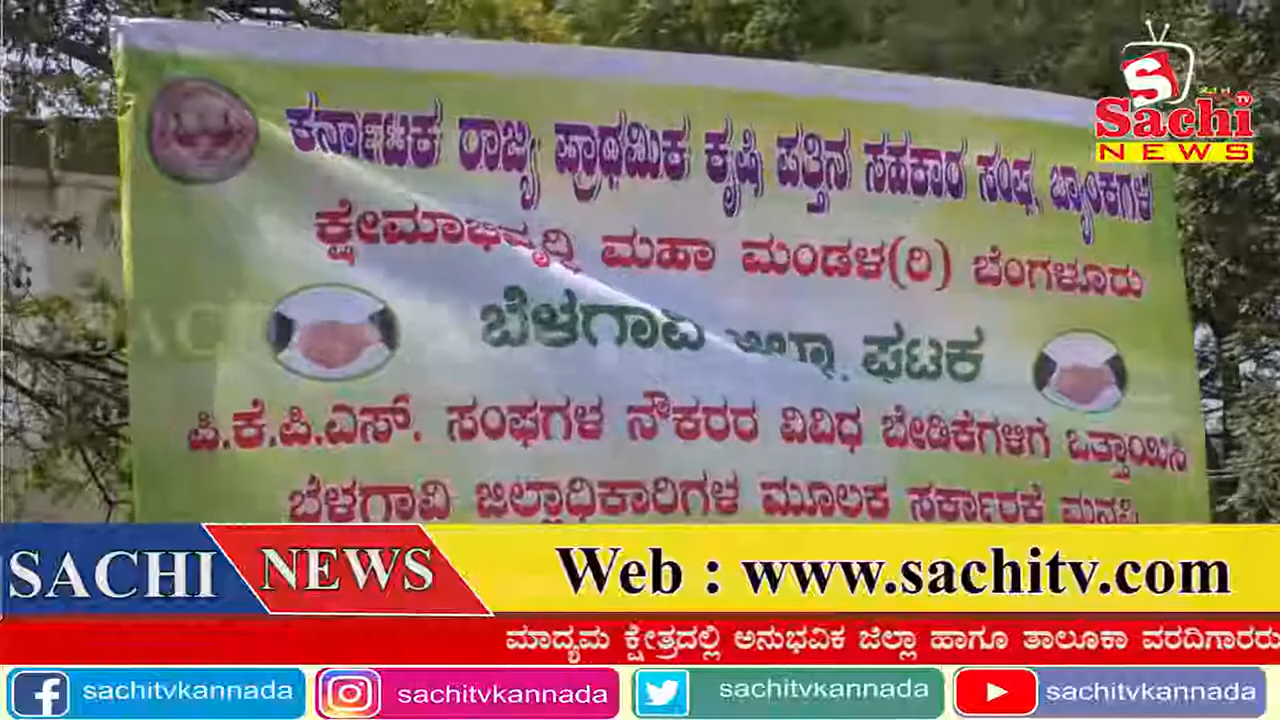 Sachi TV
NEWS
ಕರ್ನಾಟಕ ರಾಜ್ಯ ಪ್ರಾಥಮಿಕ ಕೃಷಿ ಪತ್ತಿನ ಸಹಕಾರ ಸಂಘ, ಬ್ಯಾಂಕಗಳ
ಕ್ಷೇಮಾಭಿವೃದ್ಧಿ ಮಹಾ ಮಂಡಳ(ರಿ) ಬೆಂಗಳೂರು
ಬೆಳಗಾವಿ ಜಿಲ್ಲಾ ಘಟಕ
ಪಿ.ಕೆ.ಪಿ.ಎಸ್. ಸಂಘಗಳ ನೌಕರರ ವಿವಿಧ ಬೇಡಿಕೆಗಳಿಗೆ ಒತ್ತಾಯಿಸಿ
ಬೆಳಗಾವಿ ಜಿಲ್ಲಾಧಿಕಾರಿಗಳ ಮೂಲಕ ಸರ್ಕಾರಕೆ ಮನವಿ
SACHI NEWS Web : www.sachitv.com
ಮಾದ್ಯಮ ಕ್ಷೇತ್ರದಲ್ಲಿ ಅನುಭವಿಕ ಜಿಲ್ಲಾ ಹಾಗೂ ತಾಲೂಕಾ ವರದಿಗಾರರು
sachitvkannada sachitvkannada sachitvkannada sachitvkannada